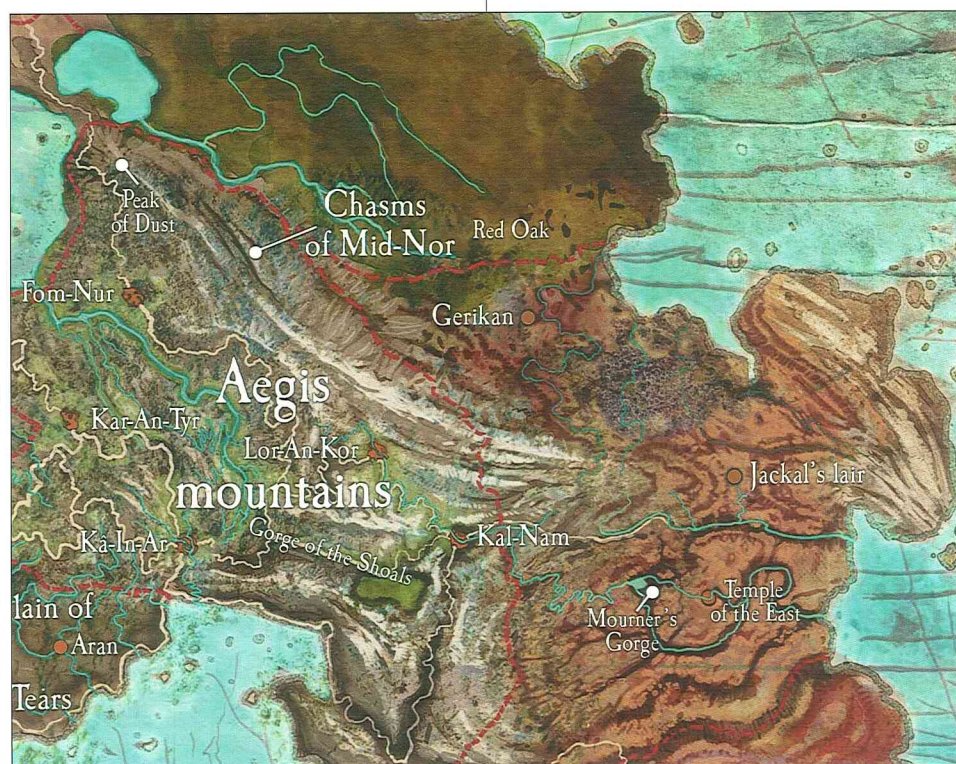 Peak
of Dust
Chasms
of Mid-Nor
Red Oak
Fom-Nur
Gerikan
Aegis
mountains
Kar-An-Tyr
Lor-An-Kor
Jackal's lair
Ka-In-Ar
Gorge of the Shoals
Kal-Nam
lain of
Aran
Tears
Mourner's
Gorge
Temple
of the East